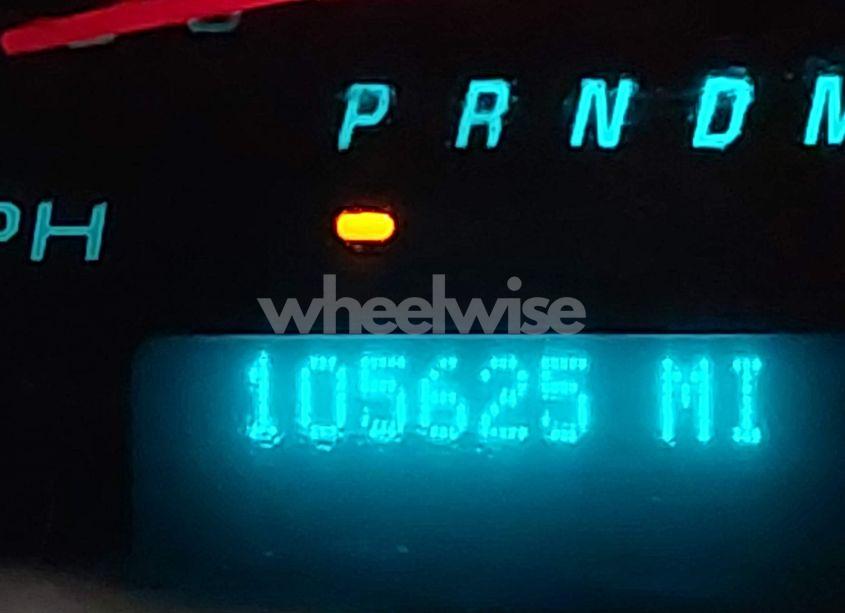 P R N D M
PH
wheelwise
105625 MI